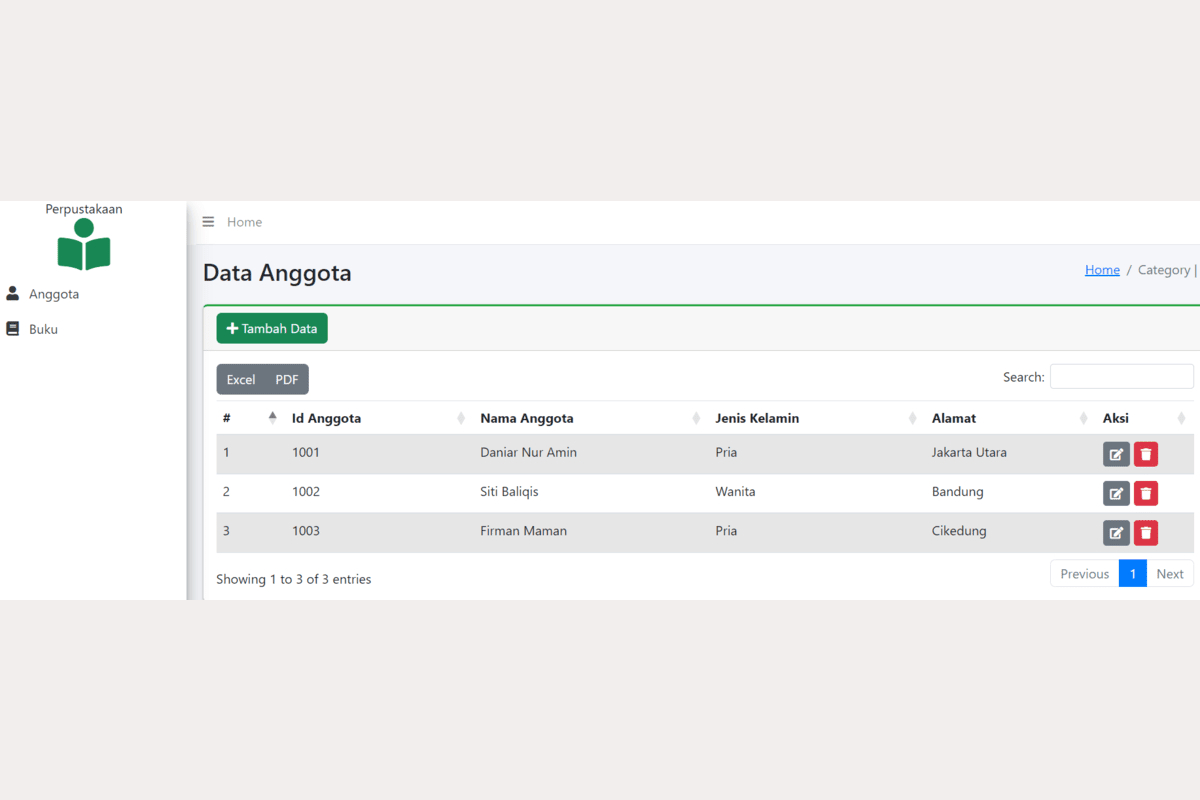 Perpustakaan
Anggota
Buku
Home
Data Anggota
Home / Category |
Tambah Data
Excel PDF
Search:
# Id Anggota Nama Anggota Jenis Kelamin Alamat Aksi
1 1001 Daniar Nur Amin Pria Jakarta Utara
2 1002 Siti Baliqis Wanita Bandung
3 1003 Firman Maman Pria Cikedung
Showing 1 to 3 of 3 entries
Previous 1 Next